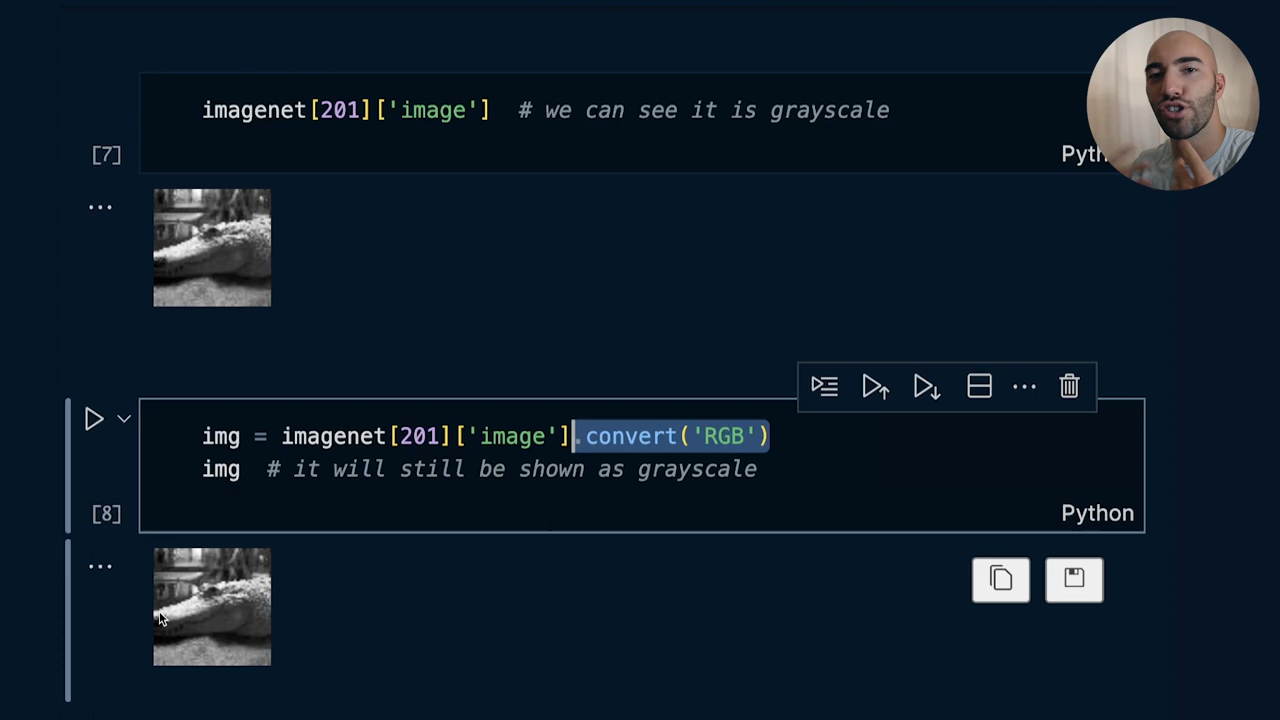 imagenet[201]['image']  # we can see it is grayscale
[7]
Pyth
...
img = imagenet[201]['image'].convert('RGB')
img  # it will still be shown as grayscale
[8]
Python
...